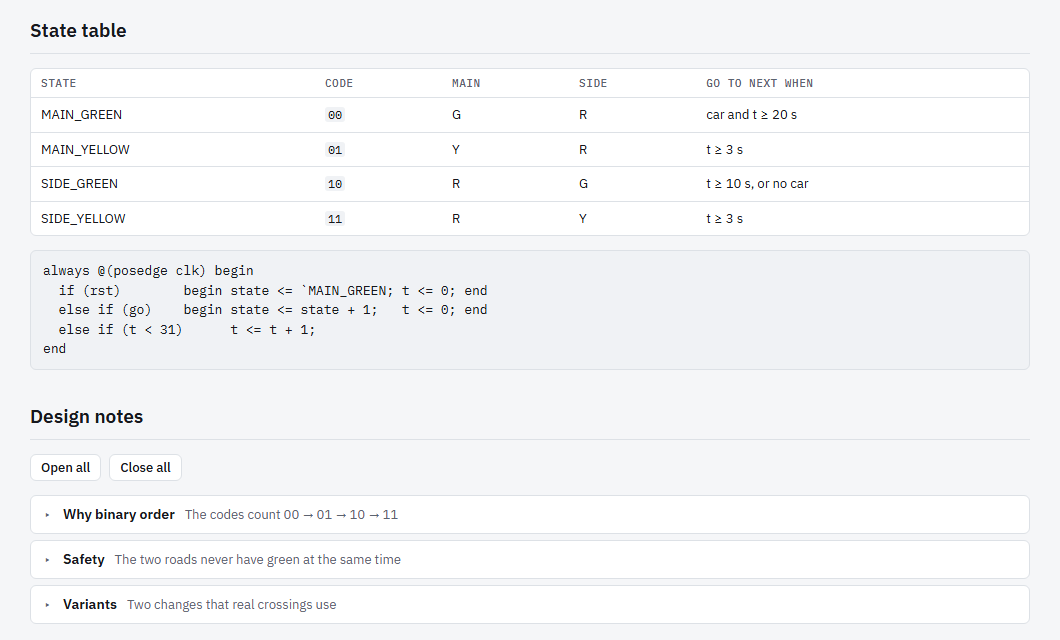 State table
STATE CODE MAIN SIDE GO TO NEXT WHEN
MAIN_GREEN 00 G R car and t ≥ 20 s
MAIN_YELLOW 01 Y R t ≥ 3 s
SIDE_GREEN 10 R G t ≥ 10 s, or no car
SIDE_YELLOW 11 R Y t ≥ 3 s
always @(posedge clk) begin
  if (rst)        begin state <= `MAIN_GREEN; t <= 0; end
  else if (go)    begin state <= state + 1;   t <= 0; end
  else if (t < 31)      t <= t + 1;
end
Design notes
Open all Close all
▸ Why binary order The codes count 00 → 01 → 10 → 11
▸ Safety The two roads never have green at the same time
▸ Variants Two changes that real crossings use